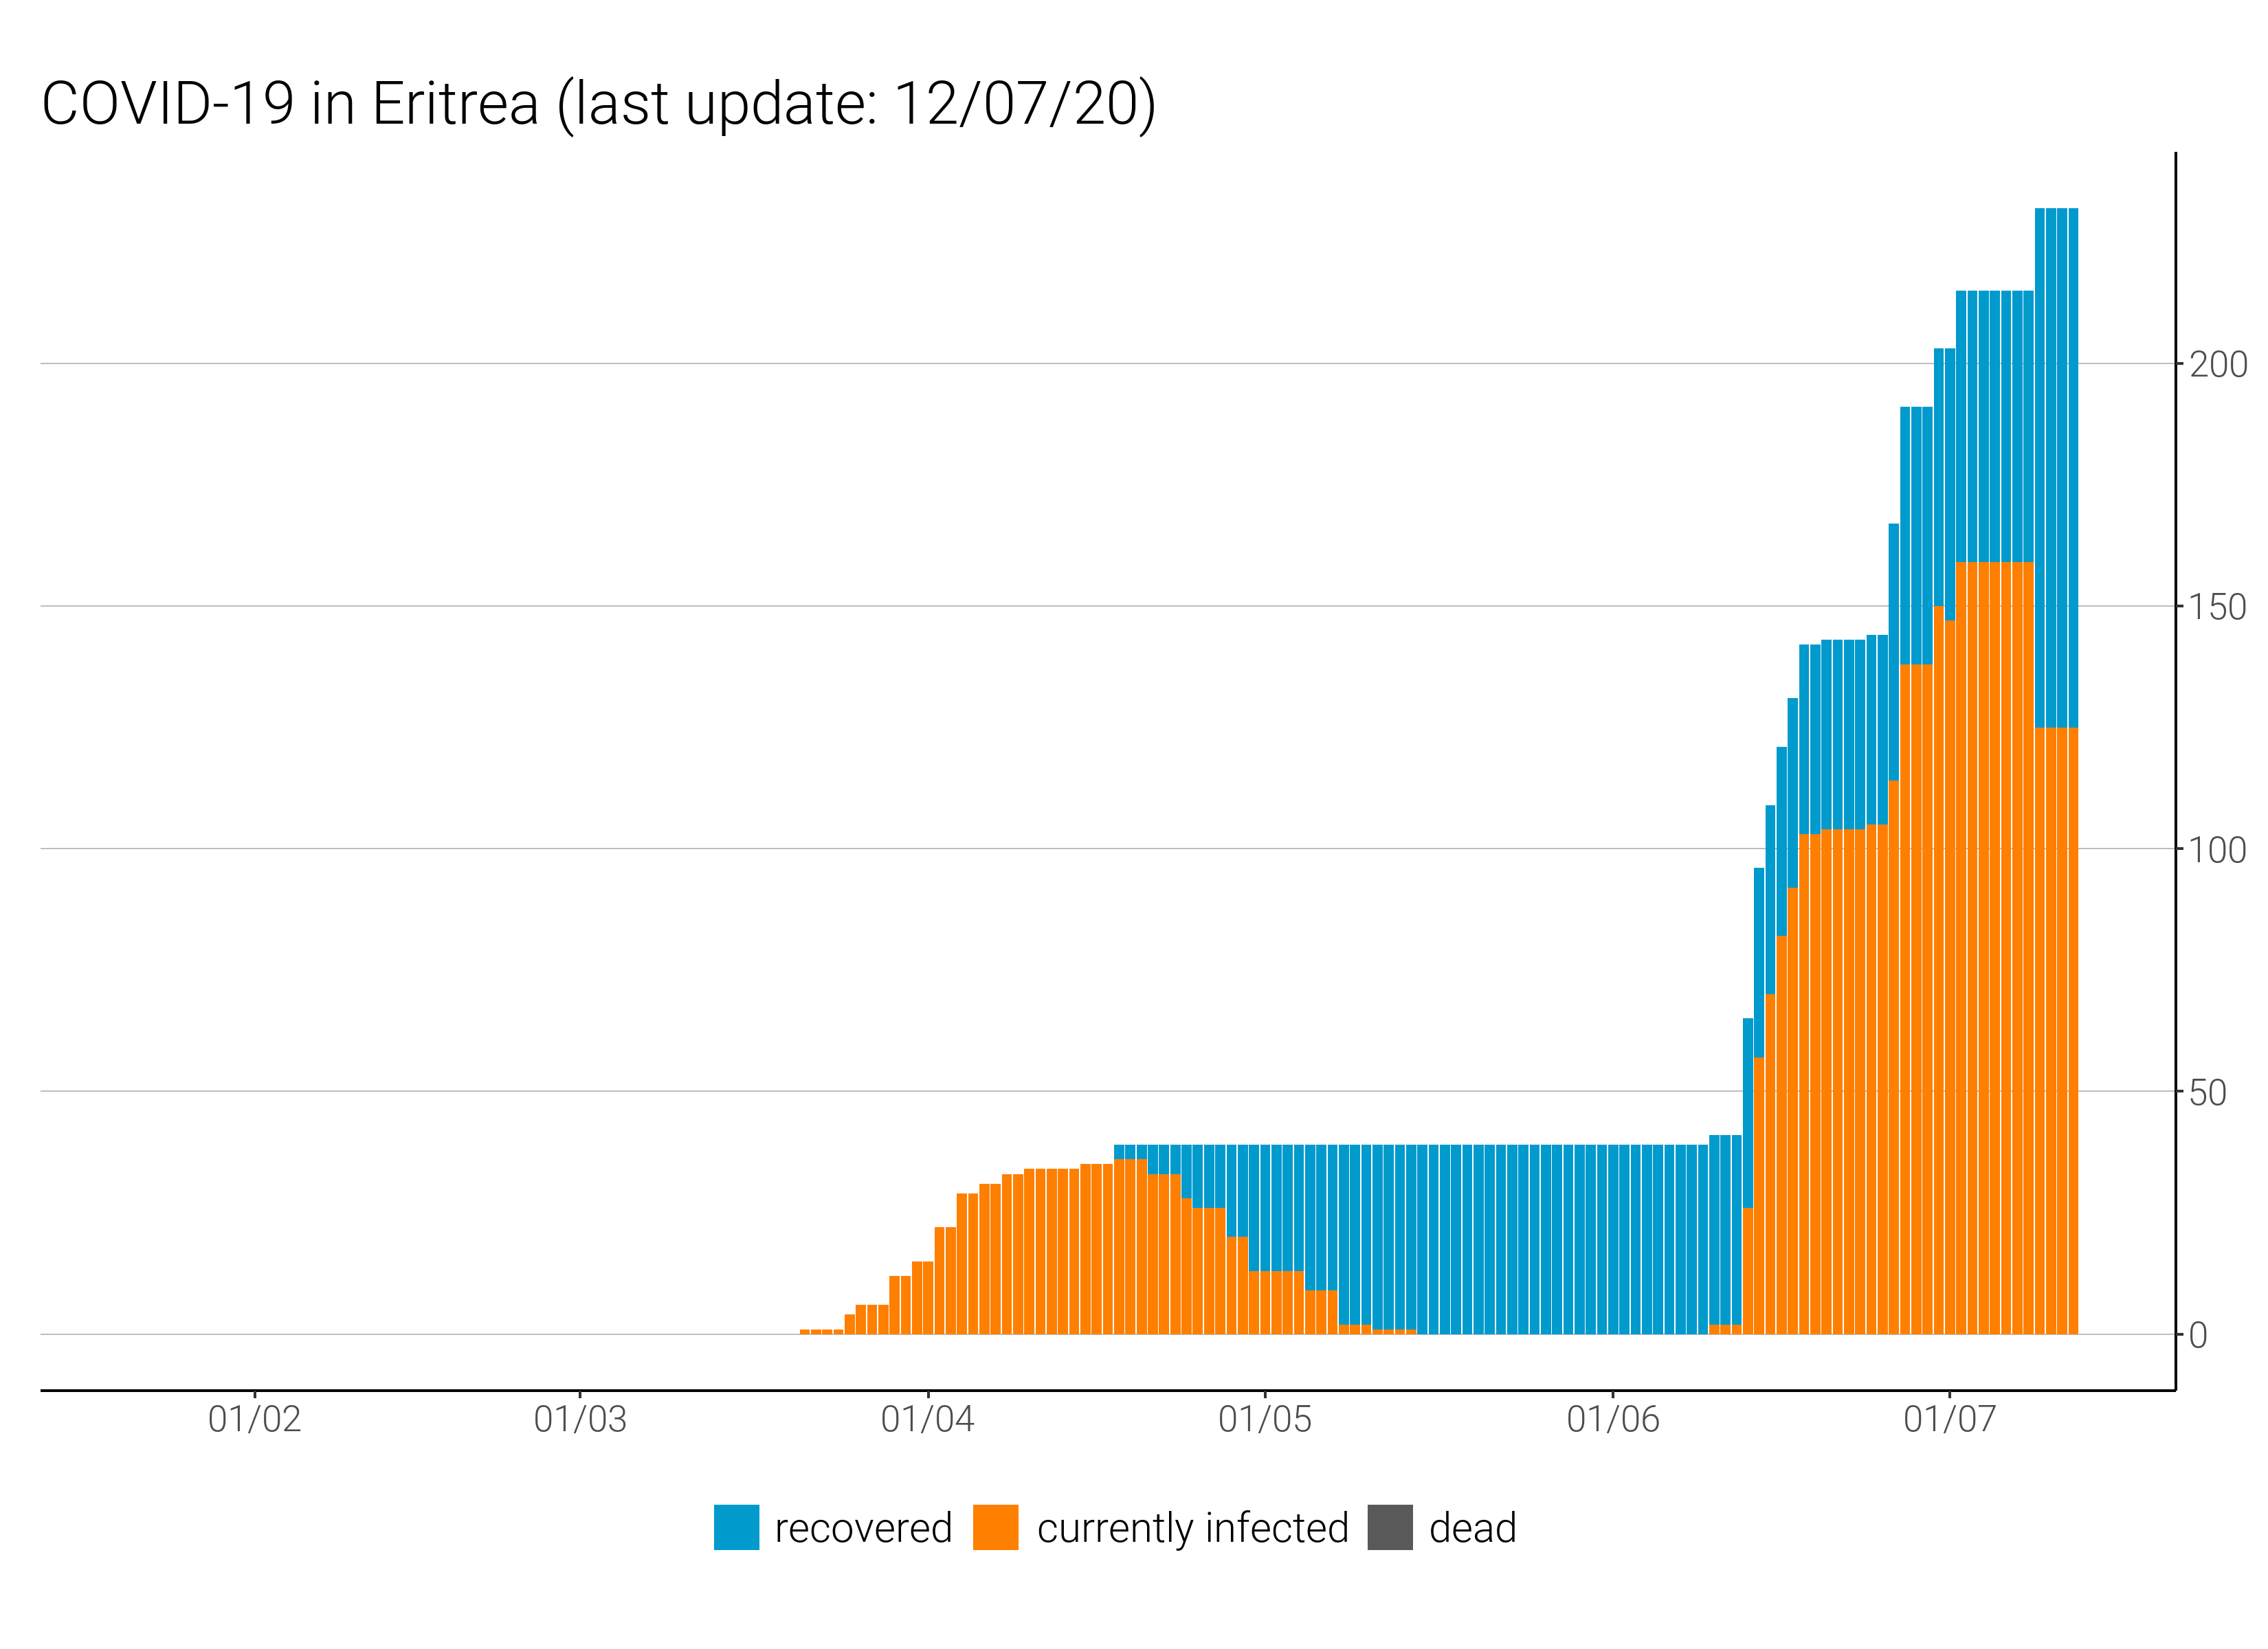 COVID-19 in Eritrea (last update: 12/07/20)
200
150
100
50
0
01/02 01/03 01/04 01/05 01/06 01/07
recovered currently infected dead